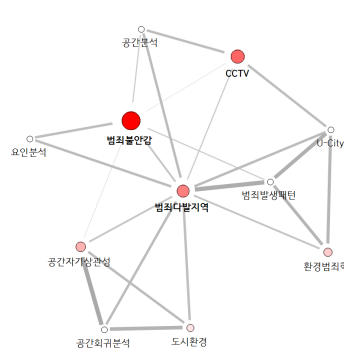 공간분석
CCTV
범죄불안감
U-City
요인분석
범죄발생패턴
범죄다발지역
공간자기상관성
환경범죄학
공간회귀분석
도시환경